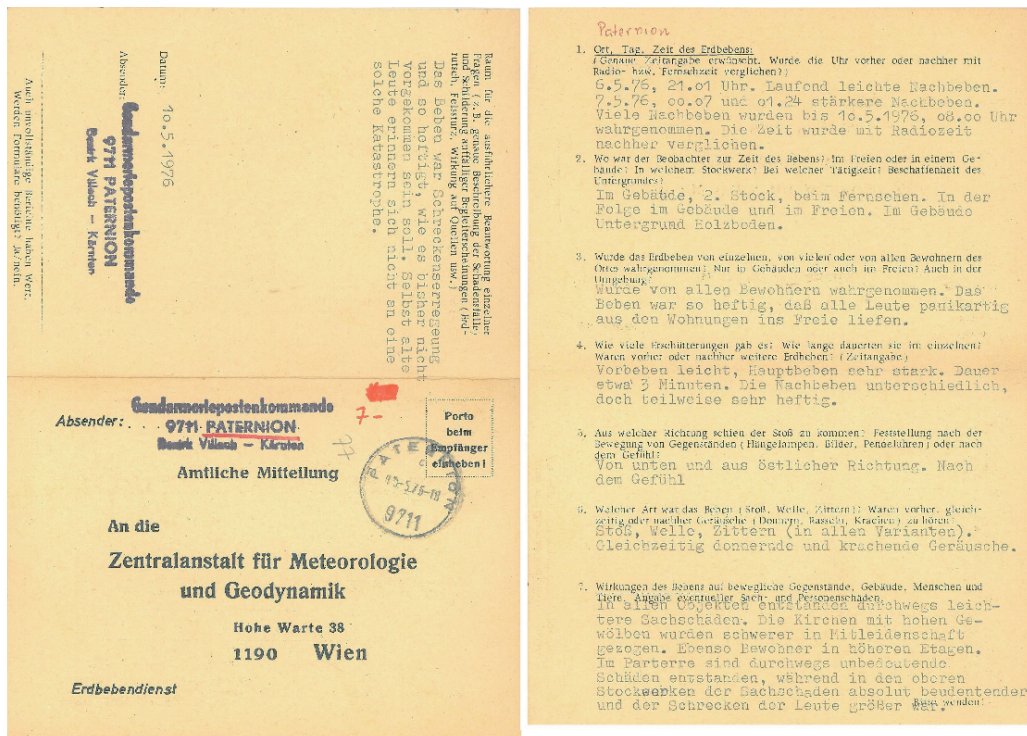 Raum für die ausführlichere Beantwortung einzelner
Fragen (z.B. genaue Beschreibung der Schadensfälle,
und Schilderung auffälliger Begleiterscheinungen (Erd-
rutsch, Felssturz, Wirkung auf Quellen usw.)
Das Beben war Schreckenserregeung
und so heftigt, wie es bisher nicht
vorgekommen sein soll. Selbst alte
Leute erinnern sich nicht an eine
solche Katastrophe.
Datum: 10.5.1976
Absender: Gendarmeriepostenkommando
9711 PATERNION
Bezirk Villach – Kärnten
Auch unvollständige Berichte haben Wert.
Werden Formulare benötigt? Ja/nein.
Absender: . . . Gendarmeriepostenkommando
9711 PATERNION
Bezirk Villach – Kärnten
7-
77
Porto
beim
Empfänger
einheben!
PATERNION
10-5.76-18
9711
Amtliche Mitteilung
An die
Zentralanstalt für Meteorologie
und Geodynamik
Hohe Warte 38
1190 Wien
Erdbebendienst
Paternion
1. Ort, Tag, Zeit des Erdbebens:
(Genaue Zeitangabe erwünscht. Wurde die Uhr vorher oder nachher mit
Radio- bzw. Fernsehzeit verglichen?)
6.5.76, 21.01 Uhr. Laufend leichte Nachbeben.
7.5.76, oo.o7 und o1.24 stärkere Nachbeben.
Viele Nachbeben wurden bis 1o.5.1976, o8.oo Uhr
wahrgenommen. Die Zeit wurde mit Radiozeit
nachher verglichen.
2. Wo war der Beobachter zur Zeit des Bebens? Im Freien oder in einem Ge-
bäude? In welchem Stockwerk? Bei welcher Tätigkeit? Beschaffenheit des
Untergrundes?
Im Gebäude, 2. Stock, beim Fernsehen. In der
Folge im Gebäude und im Freien. Im Gebäude
Untergrund Holzboden.
3. Wurde das Erdbeben von einzelnen, von vielen oder von allen Bewohnern des
Ortes wahrgenommen? Nur in Gebäuden oder auch im Freien? Auch in der
Umgebung?
Wurde von allen Bewohnern wahrgenommen. Das
Beben war so heftig, daß alle Leute panikartig
aus den Wohnungen ins Freie liefen.
4. Wie viele Erschütterungen gab es? Wie lange dauerten sie im einzelnen?
Waren vorher oder nachher weitere Erdbeben? (Zeitangabe)
Vorbeben leicht, Hauptbeben sehr stark. Dauer
etwa 3 Minuten. Die Nachbeben unterschiedlich,
doch teilweise sehr heftig.
5. Aus welcher Richtung schien der Stoß zu kommen? Feststellung nach der
Bewegung von Gegenständen (Hängelampen, Bilder, Pendeluhren) oder nach
dem Gefühl?
Von unten und aus östlicher Richtung. Nach
dem Gefühl
6. Welcher Art war das Beben (Stoß, Welle, Zittern)? Waren vorher, gleich-
zeitig oder nachher Geräusche (Donnern, Rasseln, Krachen) zu hören?
Stoß, Welle, Zittern (in allen Varianten).
Gleichzeitig donnerade und krachende Geräusche.
7. Wirkungen des Bebens auf bewegliche Gegenstände, Gebäude, Menschen und
Tiere. Angabe eventueller Sach- und Personenschäden.
In allen Objekten entstanden durchwegs leich-
tere Sachschäden. Die Kirchen mit hohen Ge-
wölben wurden schwerer in Mitleidenschaft
gezogen. Ebenso Bewohner in höheren Etagen.
Im Parterre sind durchwegs unbedeutende
Schäden entstanden, während in den oberen
Stockwerken der Sachschaden absolut beudentender
und der Schrecken der Leute größer war.
Bitte wenden!